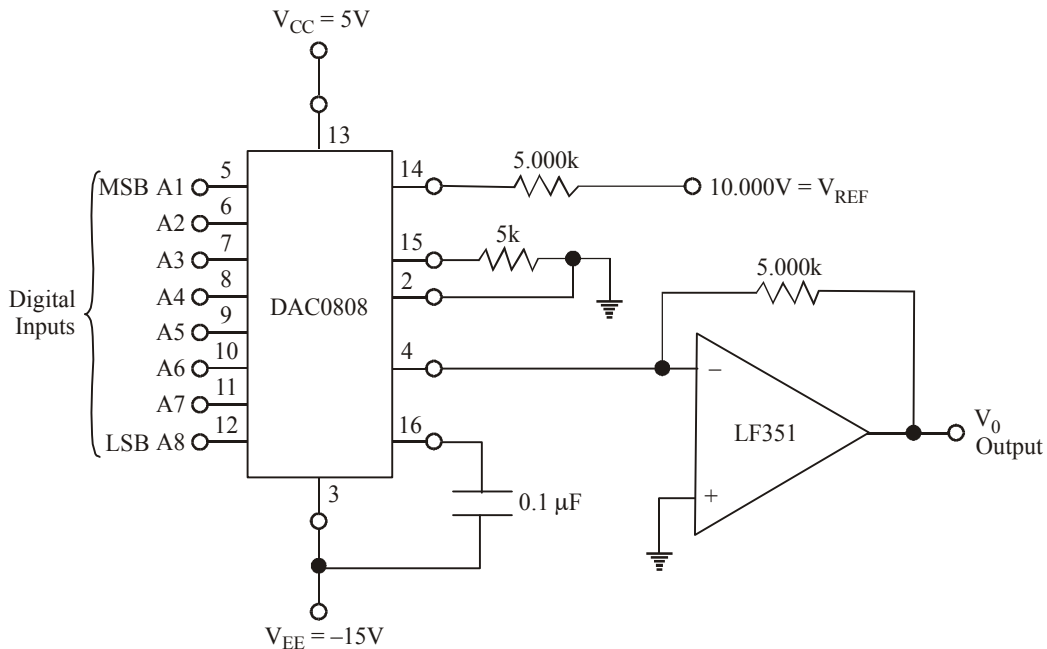 V_CC = 5V
13
MSB A1
5
A2
6
A3
7
A4
8
A5
9
A6
10
A7
11
LSB A8
12
Digital
Inputs
DAC0808
14
5.000k
10.000V = V_REF
15
5k
2
4
5.000k
16
0.1 μF
3
V_EE = –15V
–
+
LF351
V_0
Output